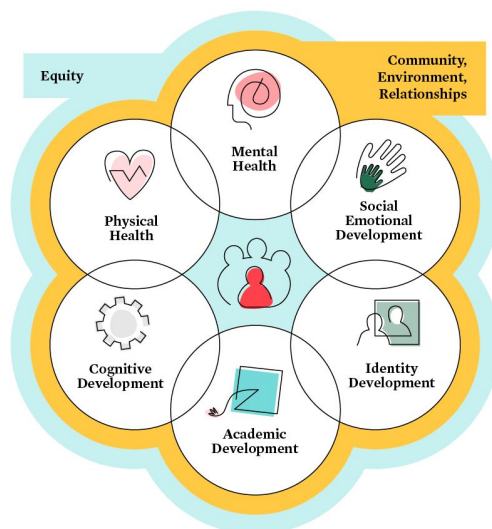 Equity
Community,
Environment,
Relationships
Mental
Health
Physical
Health
Social
Emotional
Development
Cognitive
Development
Identity
Development
Academic
Development